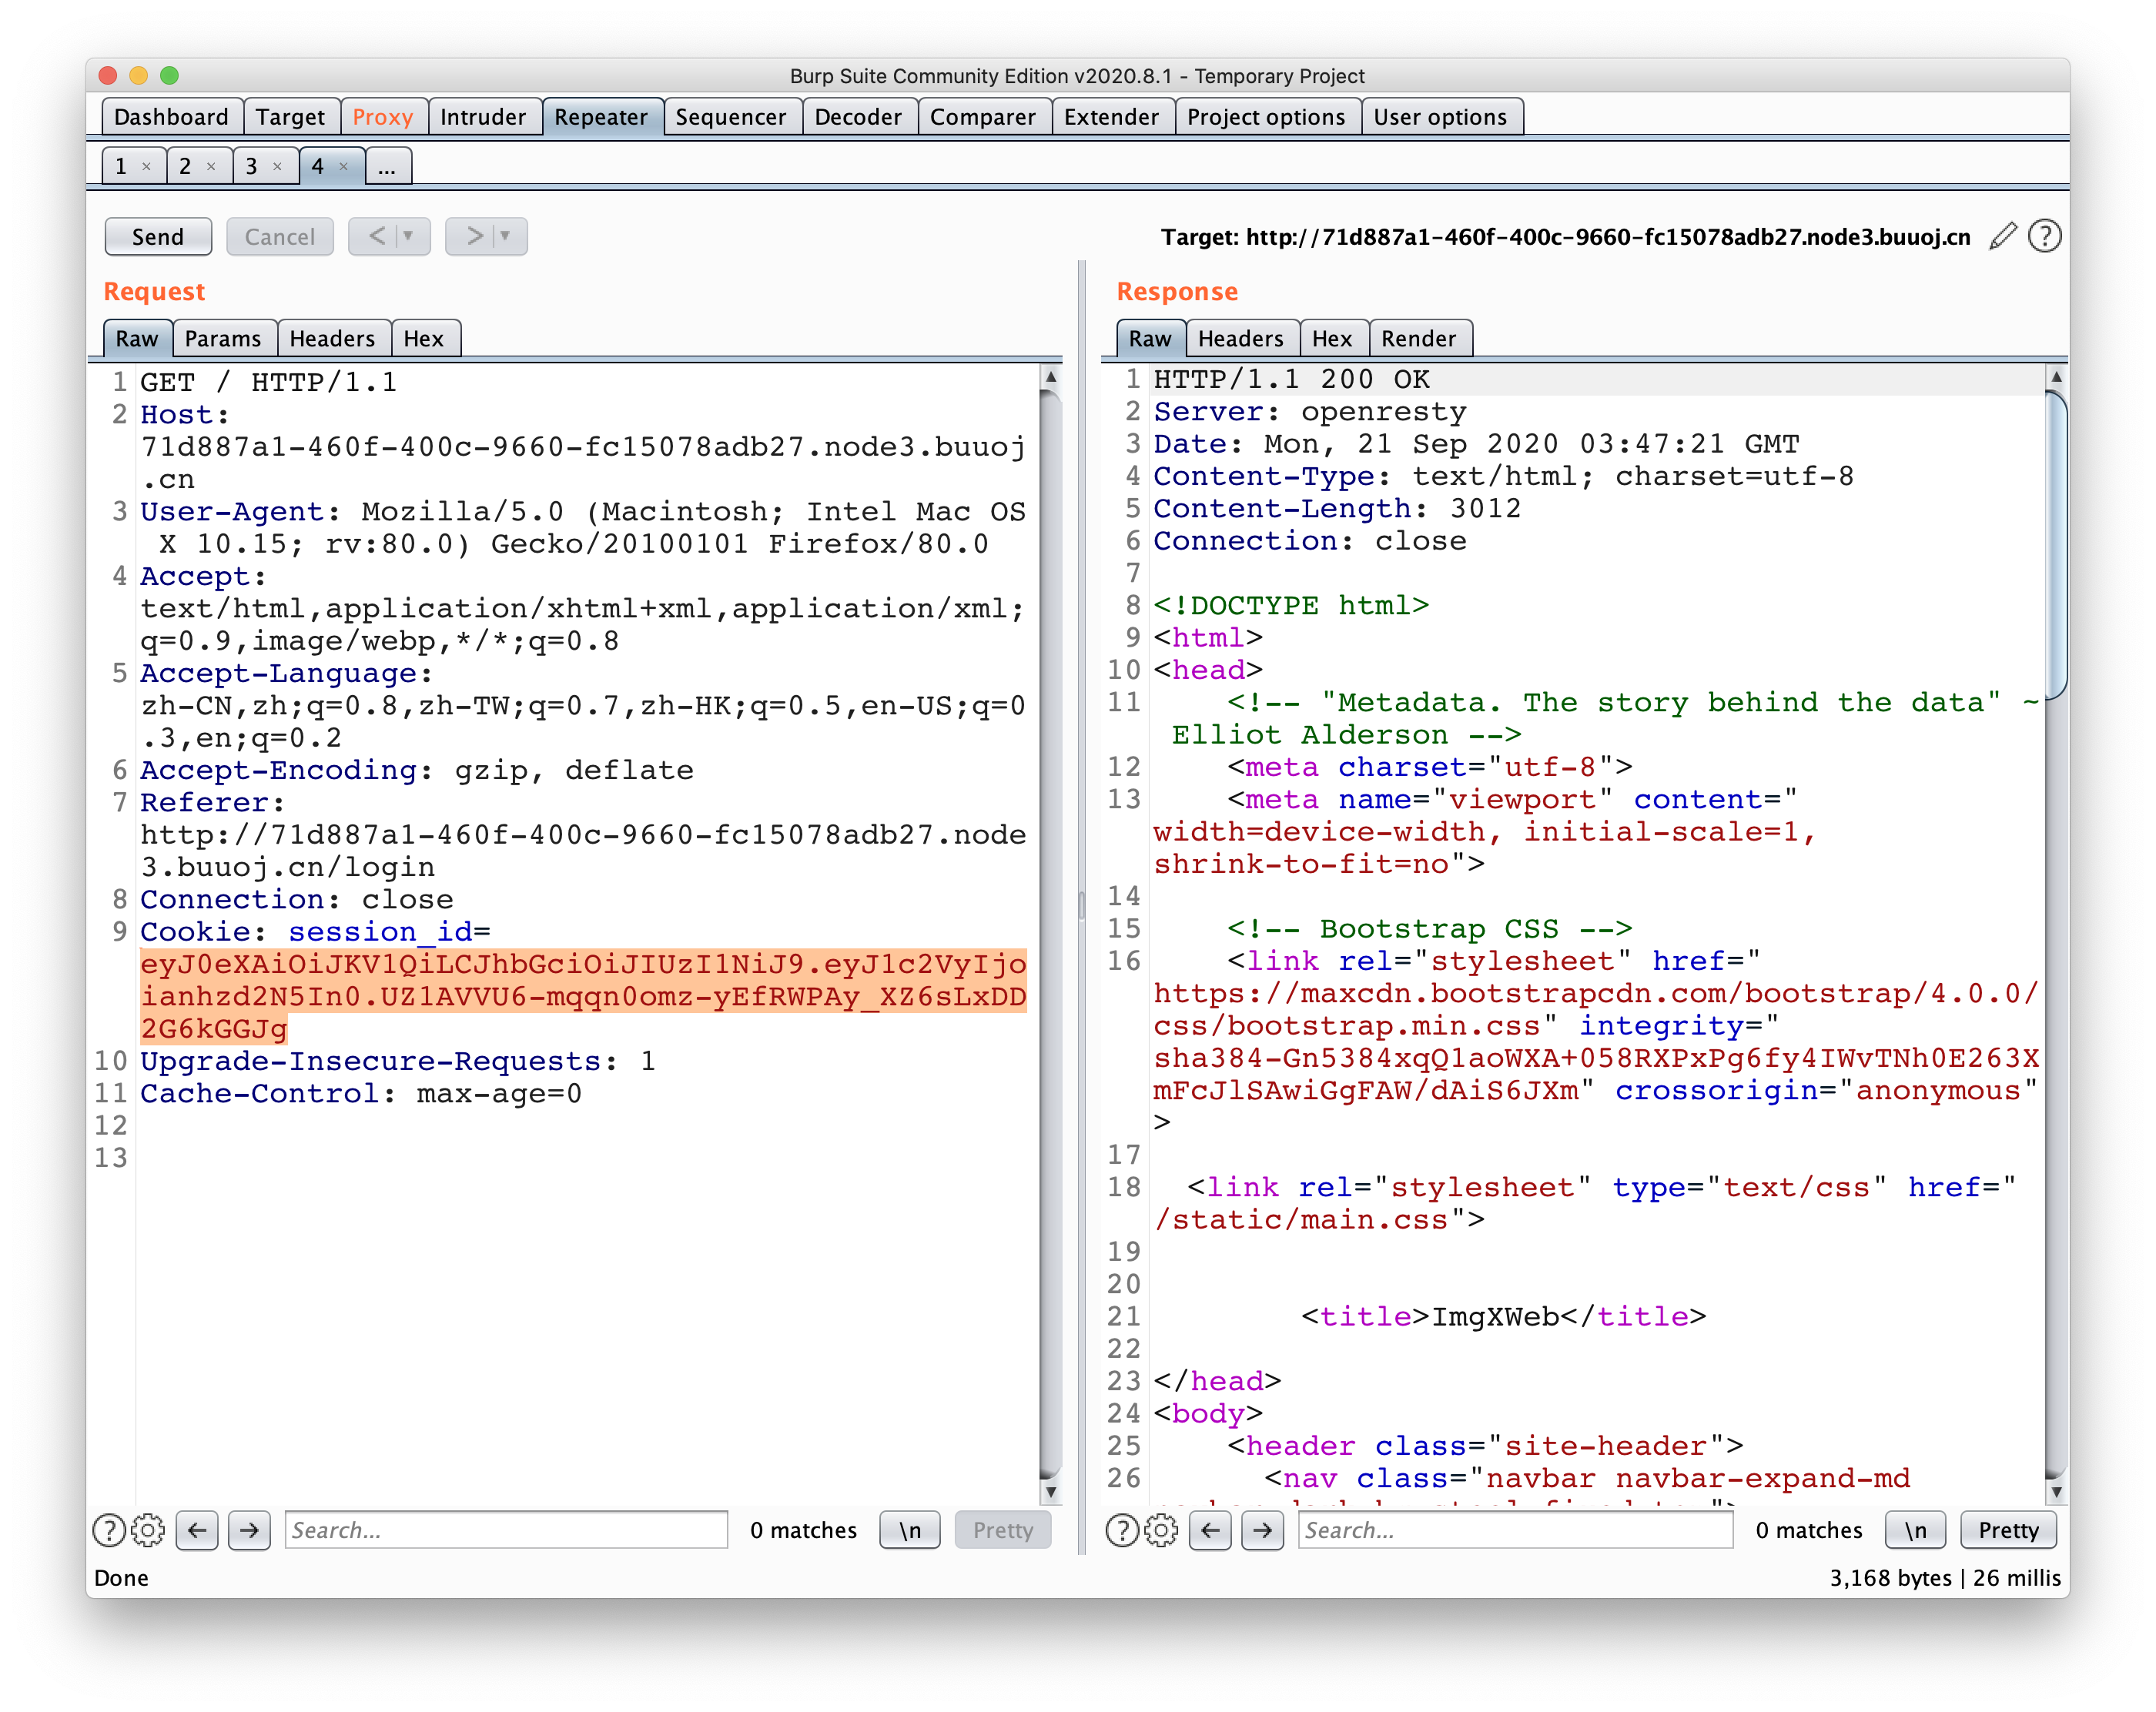 Burp Suite Community Edition v2020.8.1 - Temporary Project
Dashboard Target Proxy Intruder Repeater Sequencer Decoder Comparer Extender Project options User options
1 × 2 × 3 × 4 × ...
Send Cancel < > Target: http://71d887a1-460f-400c-9660-fc15078adb27.node3.buuoj.cn ?
Request
Raw Params Headers Hex
1 GET / HTTP/1.1
2 Host:
71d887a1-460f-400c-9660-fc15078adb27.node3.buuoj
.cn
3 User-Agent: Mozilla/5.0 (Macintosh; Intel Mac OS
X 10.15; rv:80.0) Gecko/20100101 Firefox/80.0
4 Accept:
text/html,application/xhtml+xml,application/xml;
q=0.9,image/webp,*/*;q=0.8
5 Accept-Language:
zh-CN,zh;q=0.8,zh-TW;q=0.7,zh-HK;q=0.5,en-US;q=0
.3,en;q=0.2
6 Accept-Encoding: gzip, deflate
7 Referer:
http://71d887a1-460f-400c-9660-fc15078adb27.node
3.buuoj.cn/login
8 Connection: close
9 Cookie: session_id=
eyJ0eXAiOiJKV1QiLCJhbGciOiJIUzI1NiJ9.eyJ1c2VyIjo
ianhzd2N5In0.UZ1AVVU6-mqqn0omz-yEfRWPAy_XZ6sLxDD
2G6kGGJg
10 Upgrade-Insecure-Requests: 1
11 Cache-Control: max-age=0
12
13
? Search... 0 matches \n Pretty
Response
Raw Headers Hex Render
1 HTTP/1.1 200 OK
2 Server: openresty
3 Date: Mon, 21 Sep 2020 03:47:21 GMT
4 Content-Type: text/html; charset=utf-8
5 Content-Length: 3012
6 Connection: close
7
8 <!DOCTYPE html>
9 <html>
10 <head>
11 <!-- "Metadata. The story behind the data" ~
Elliot Alderson -->
12 <meta charset="utf-8">
13 <meta name="viewport" content="
width=device-width, initial-scale=1,
shrink-to-fit=no">
14
15 <!-- Bootstrap CSS -->
16 <link rel="stylesheet" href="
https://maxcdn.bootstrapcdn.com/bootstrap/4.0.0/
css/bootstrap.min.css" integrity="
sha384-Gn5384xqQ1aoWXA+058RXPxPg6fy4IWvTNh0E263X
mFcJlSAwiGgFAW/dAiS6JXm" crossorigin="anonymous"
>
17
18 <link rel="stylesheet" type="text/css" href="
/static/main.css">
19
20
21 <title>ImgXWeb</title>
22
23 </head>
24 <body>
25 <header class="site-header">
26 <nav class="navbar navbar-expand-md
? Search... 0 matches \n Pretty
Done 3,168 bytes | 26 millis